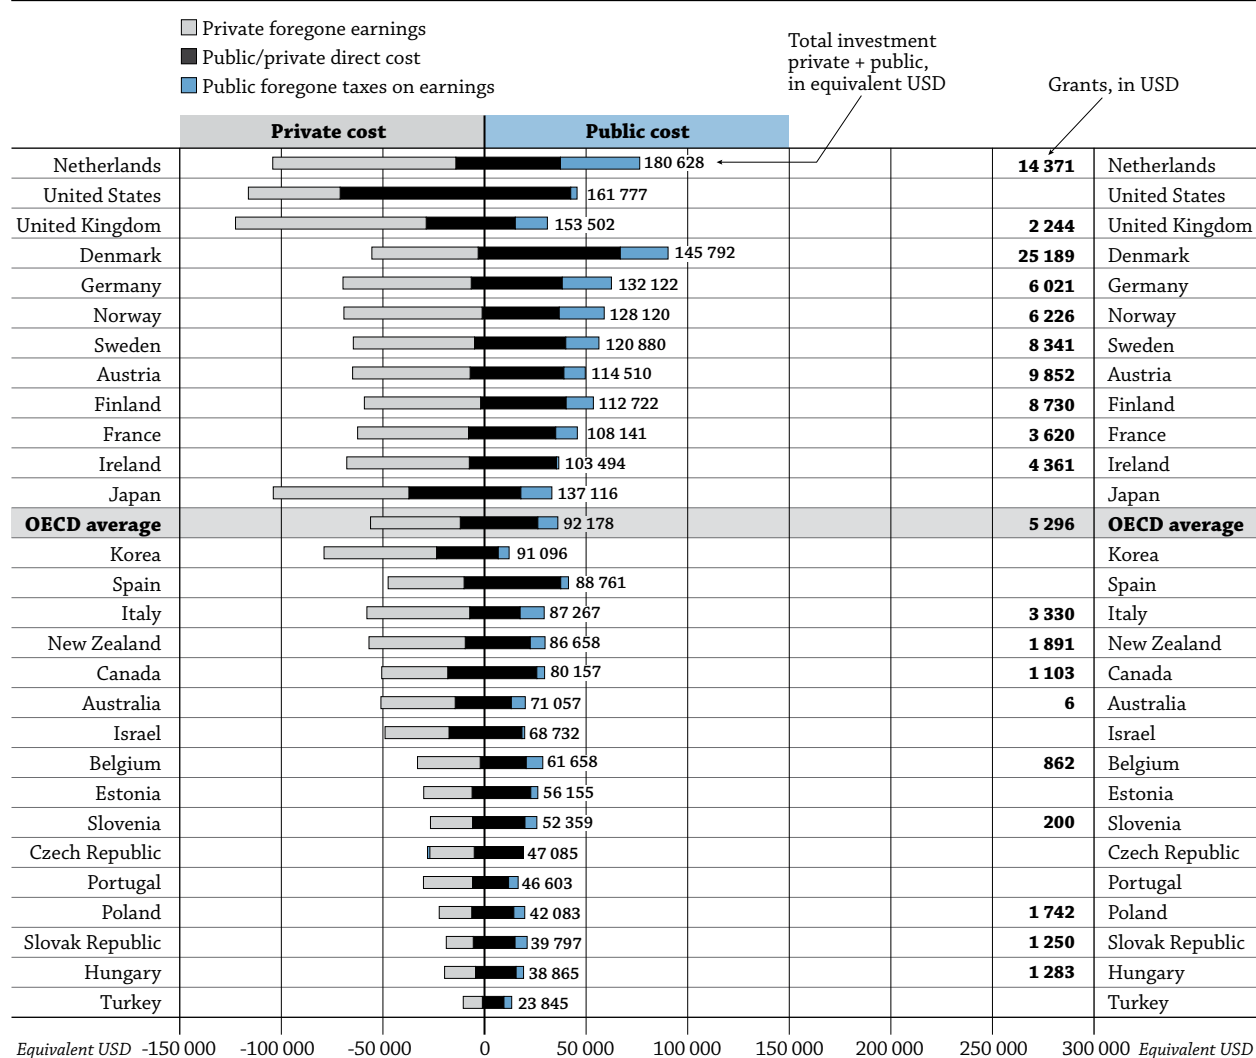 Private foregone earnings
Public/private direct cost
Public foregone taxes on earnings
Total investment
private + public,
in equivalent USD
Grants, in USD
Private cost Public cost
Netherlands 180 628 14 371 Netherlands
United States 161 777 United States
United Kingdom 153 502 2 244 United Kingdom
Denmark 145 792 25 189 Denmark
Germany 132 122 6 021 Germany
Norway 128 120 6 226 Norway
Sweden 120 880 8 341 Sweden
Austria 114 510 9 852 Austria
Finland 112 722 8 730 Finland
France 108 141 3 620 France
Ireland 103 494 4 361 Ireland
Japan 137 116 Japan
OECD average 92 178 5 296 OECD average
Korea 91 096 Korea
Spain 88 761 Spain
Italy 87 267 3 330 Italy
New Zealand 86 658 1 891 New Zealand
Canada 80 157 1 103 Canada
Australia 71 057 6 Australia
Israel 68 732 Israel
Belgium 61 658 862 Belgium
Estonia 56 155 Estonia
Slovenia 52 359 200 Slovenia
Czech Republic 47 085 Czech Republic
Portugal 46 603 Portugal
Poland 42 083 1 742 Poland
Slovak Republic 39 797 1 250 Slovak Republic
Hungary 38 865 1 283 Hungary
Turkey 23 845 Turkey
Equivalent USD -150 000 -100 000 -50 000 0 50 000 100 000 150 000 200 000 250 000 300 000 Equivalent USD